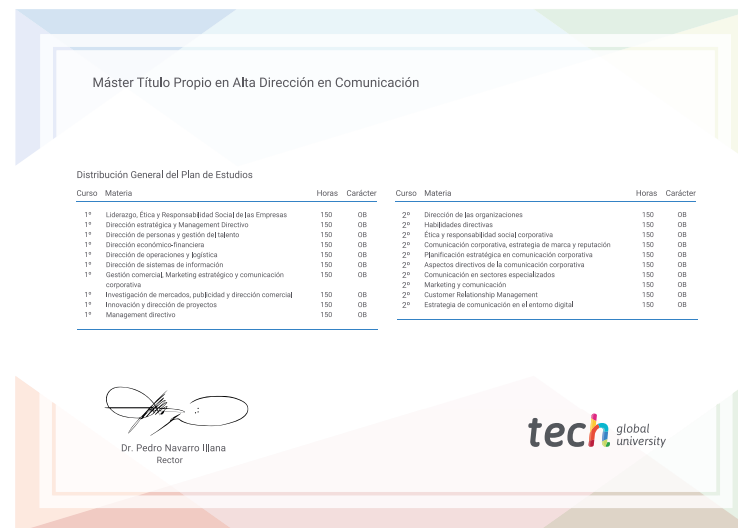 Máster Título Propio en Alta Dirección en Comunicación
Distribución General del Plan de Estudios
Curso Materia Horas Carácter
1º Liderazgo, Ética y Responsabilidad Social de las Empresas 150 OB
1º Dirección estratégica y Management Directivo 150 OB
1º Dirección de personas y gestión del talento 150 OB
1º Dirección económico-financiera 150 OB
1º Dirección de operaciones y logística 150 OB
1º Dirección de sistemas de información 150 OB
1º Gestión comercial, Marketing estratégico y comunicación 150 OB
corporativa
1º Investigación de mercados, publicidad y dirección comercial 150 OB
1º Innovación y dirección de proyectos 150 OB
1º Management directivo 150 OB
Curso Materia Horas Carácter
2º Dirección de las organizaciones 150 OB
2º Habilidades directivas 150 OB
2º Ética y responsabilidad social corporativa 150 OB
2º Comunicación corporativa, estrategia de marca y reputación 150 OB
2º Planificación estratégica en comunicación corporativa 150 OB
2º Aspectos directivos de la comunicación corporativa 150 OB
2º Comunicación en sectores especializados 150 OB
2º Marketing y comunicación 150 OB
2º Customer Relationship Management 150 OB
2º Estrategia de comunicación en el entorno digital 150 OB
Dr. Pedro Navarro Illana
Rector
tech global
university